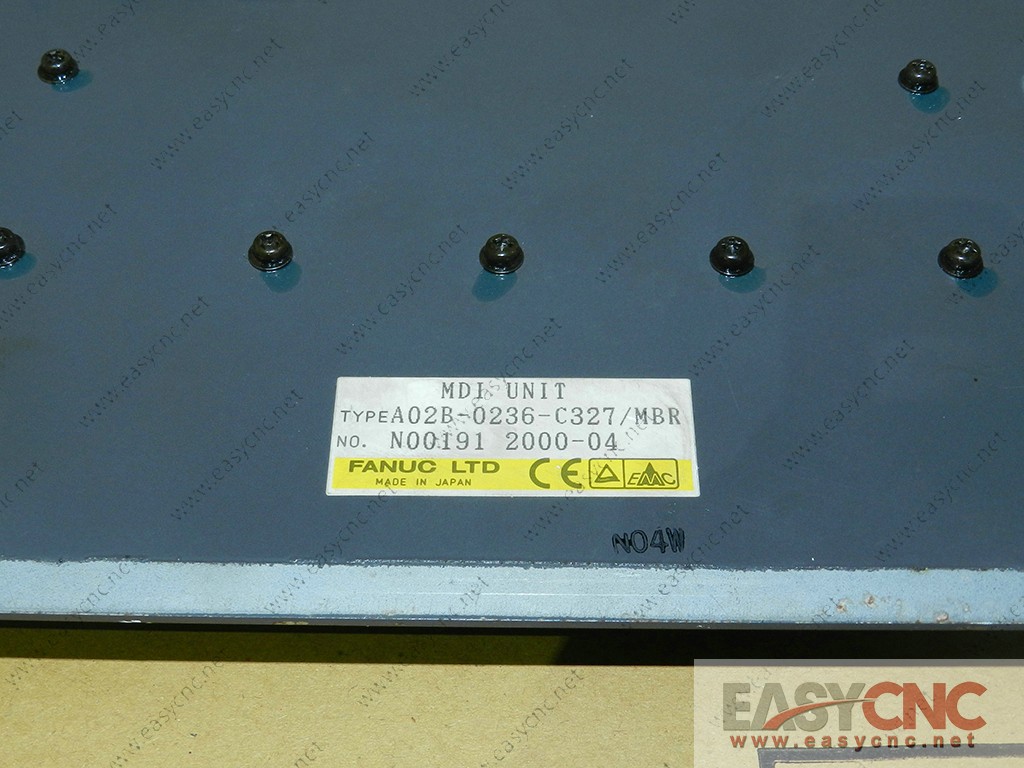 MDI UNIT
TYPE A02B-0236-C327/MBR
NO. N00191 2000-04
FANUC LTD
MADE IN JAPAN
CE
EMC
N04W
EASYCNC
www.easycnc.net